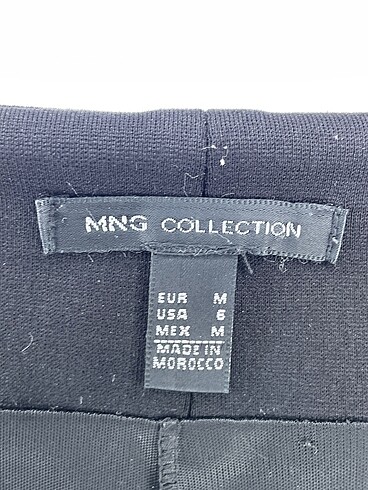 MNG COLLECTION
EUR M
USA 6
MEX M
MADE IN
MOROCCO